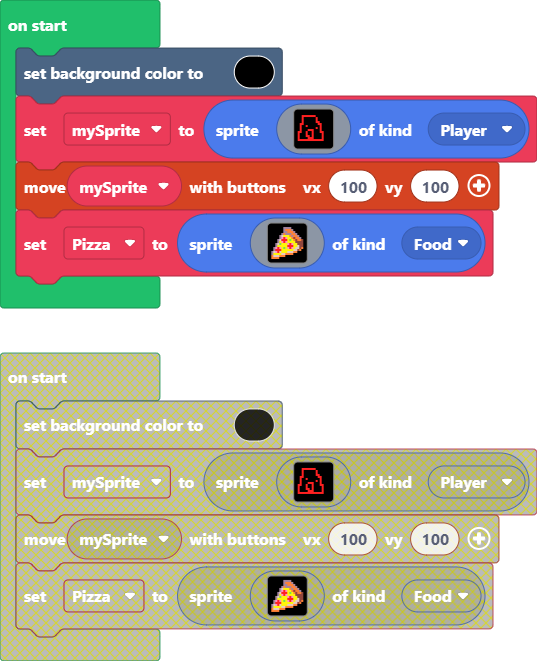 on start
set background color to
set mySprite to sprite of kind Player
move mySprite with buttons vx 100 vy 100
set Pizza to sprite of kind Food
on start
set background color to
set mySprite to sprite of kind Player
move mySprite with buttons vx 100 vy 100
set Pizza to sprite of kind Food